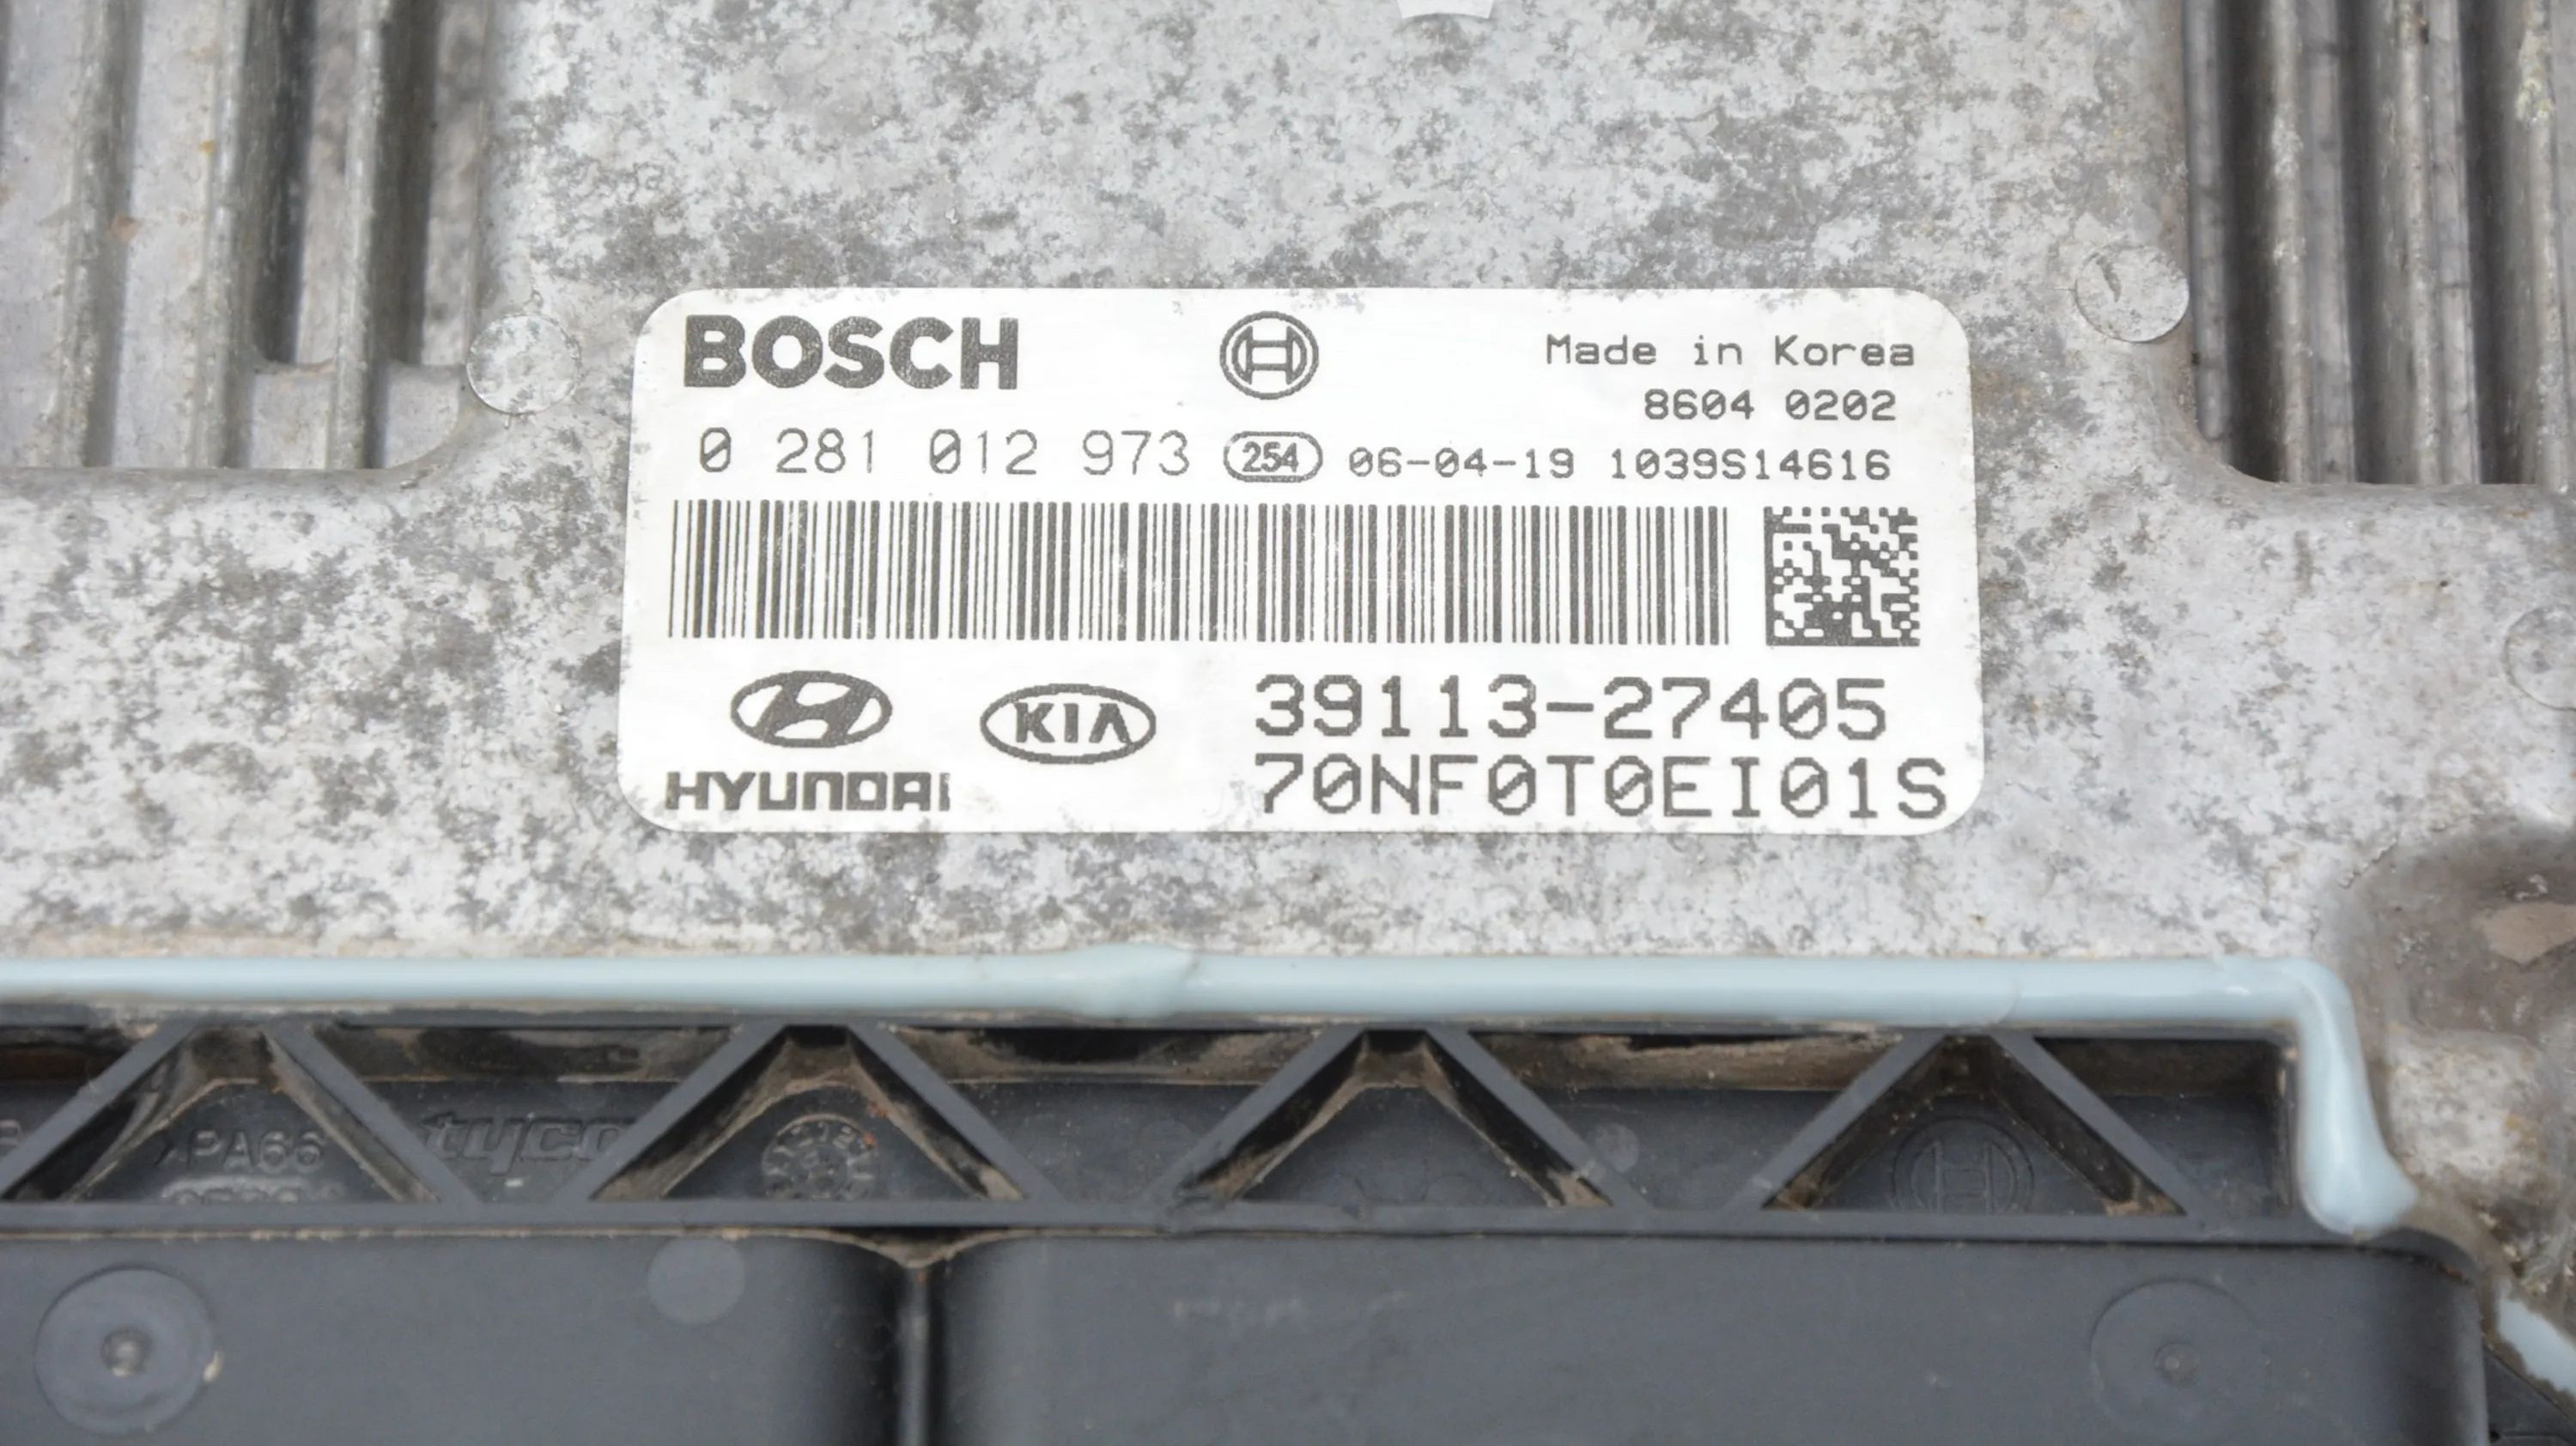 BOSCH
Made in Korea
8604 0202
0 281 012 973 254 06-04-19 1039S14616
HYUNDAI
KIA
39113-27405
70NF0T0EI01S
PA66
tyco